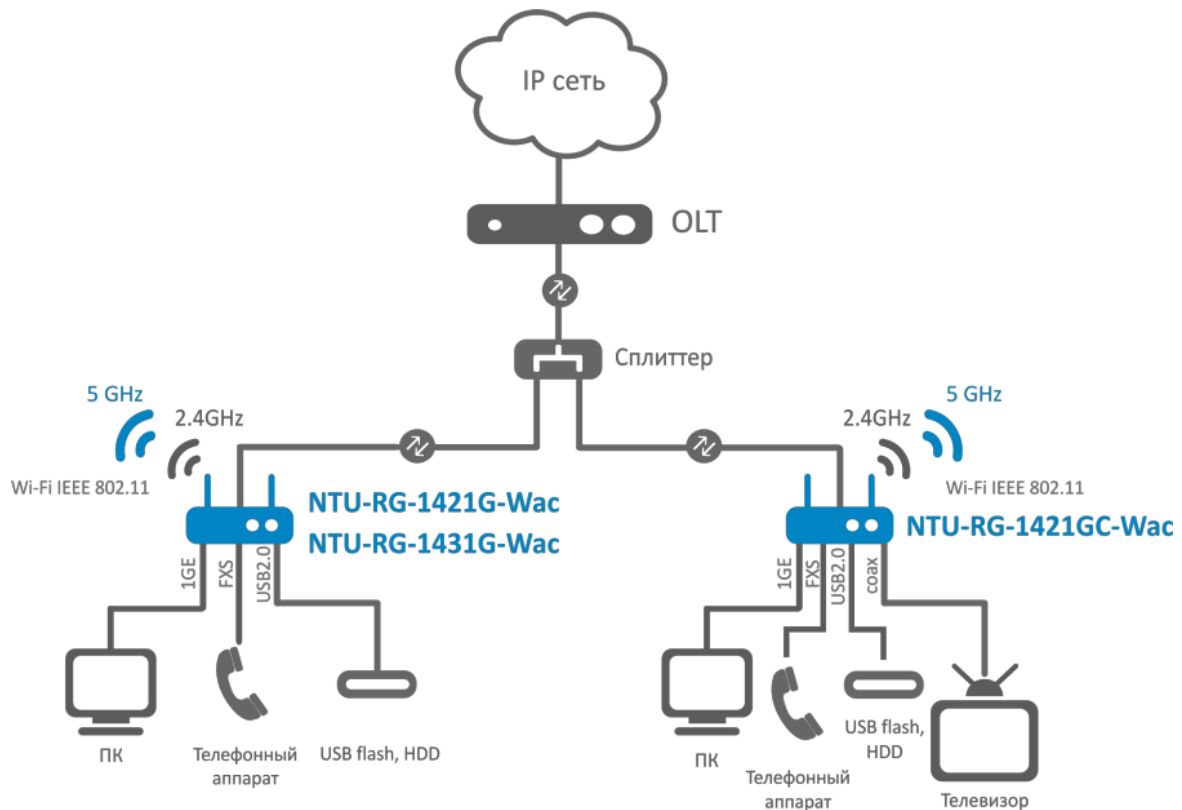 IP сеть
OLT
Сплиттер
5 GHz
2.4GHz
Wi-Fi IEEE 802.11
NTU-RG-1421G-Wac
NTU-RG-1431G-Wac
1GE
FXS
USB2.0
ПК
Телефонный
аппарат
USB flash, HDD
5 GHz
2.4GHz
Wi-Fi IEEE 802.11
NTU-RG-1421GC-Wac
1GE
FXS
USB2.0
coax
ПК
Телефонный
аппарат
USB flash,
HDD
Телевизор